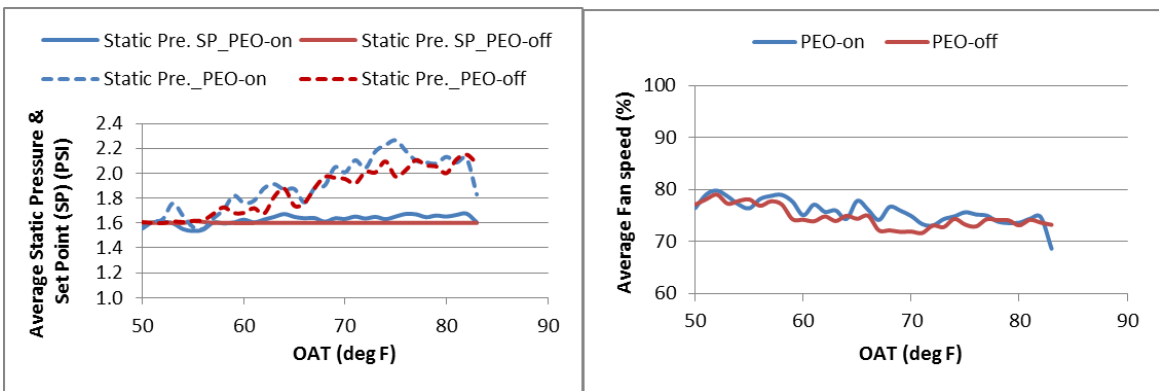 Static Pre. SP_PEO-on
Static Pre. SP_PEO-off
Static Pre._PEO-on
Static Pre._PEO-off
Average Static Pressure &
Set Point (SP) (PSI)
2.4
2.2
2.0
1.8
1.6
1.4
1.2
1.0
50
60
70
80
90
OAT (deg F)
PEO-on
PEO-off
Average Fan speed (%)
100
90
80
70
60
50
60
70
80
90
OAT (deg F)